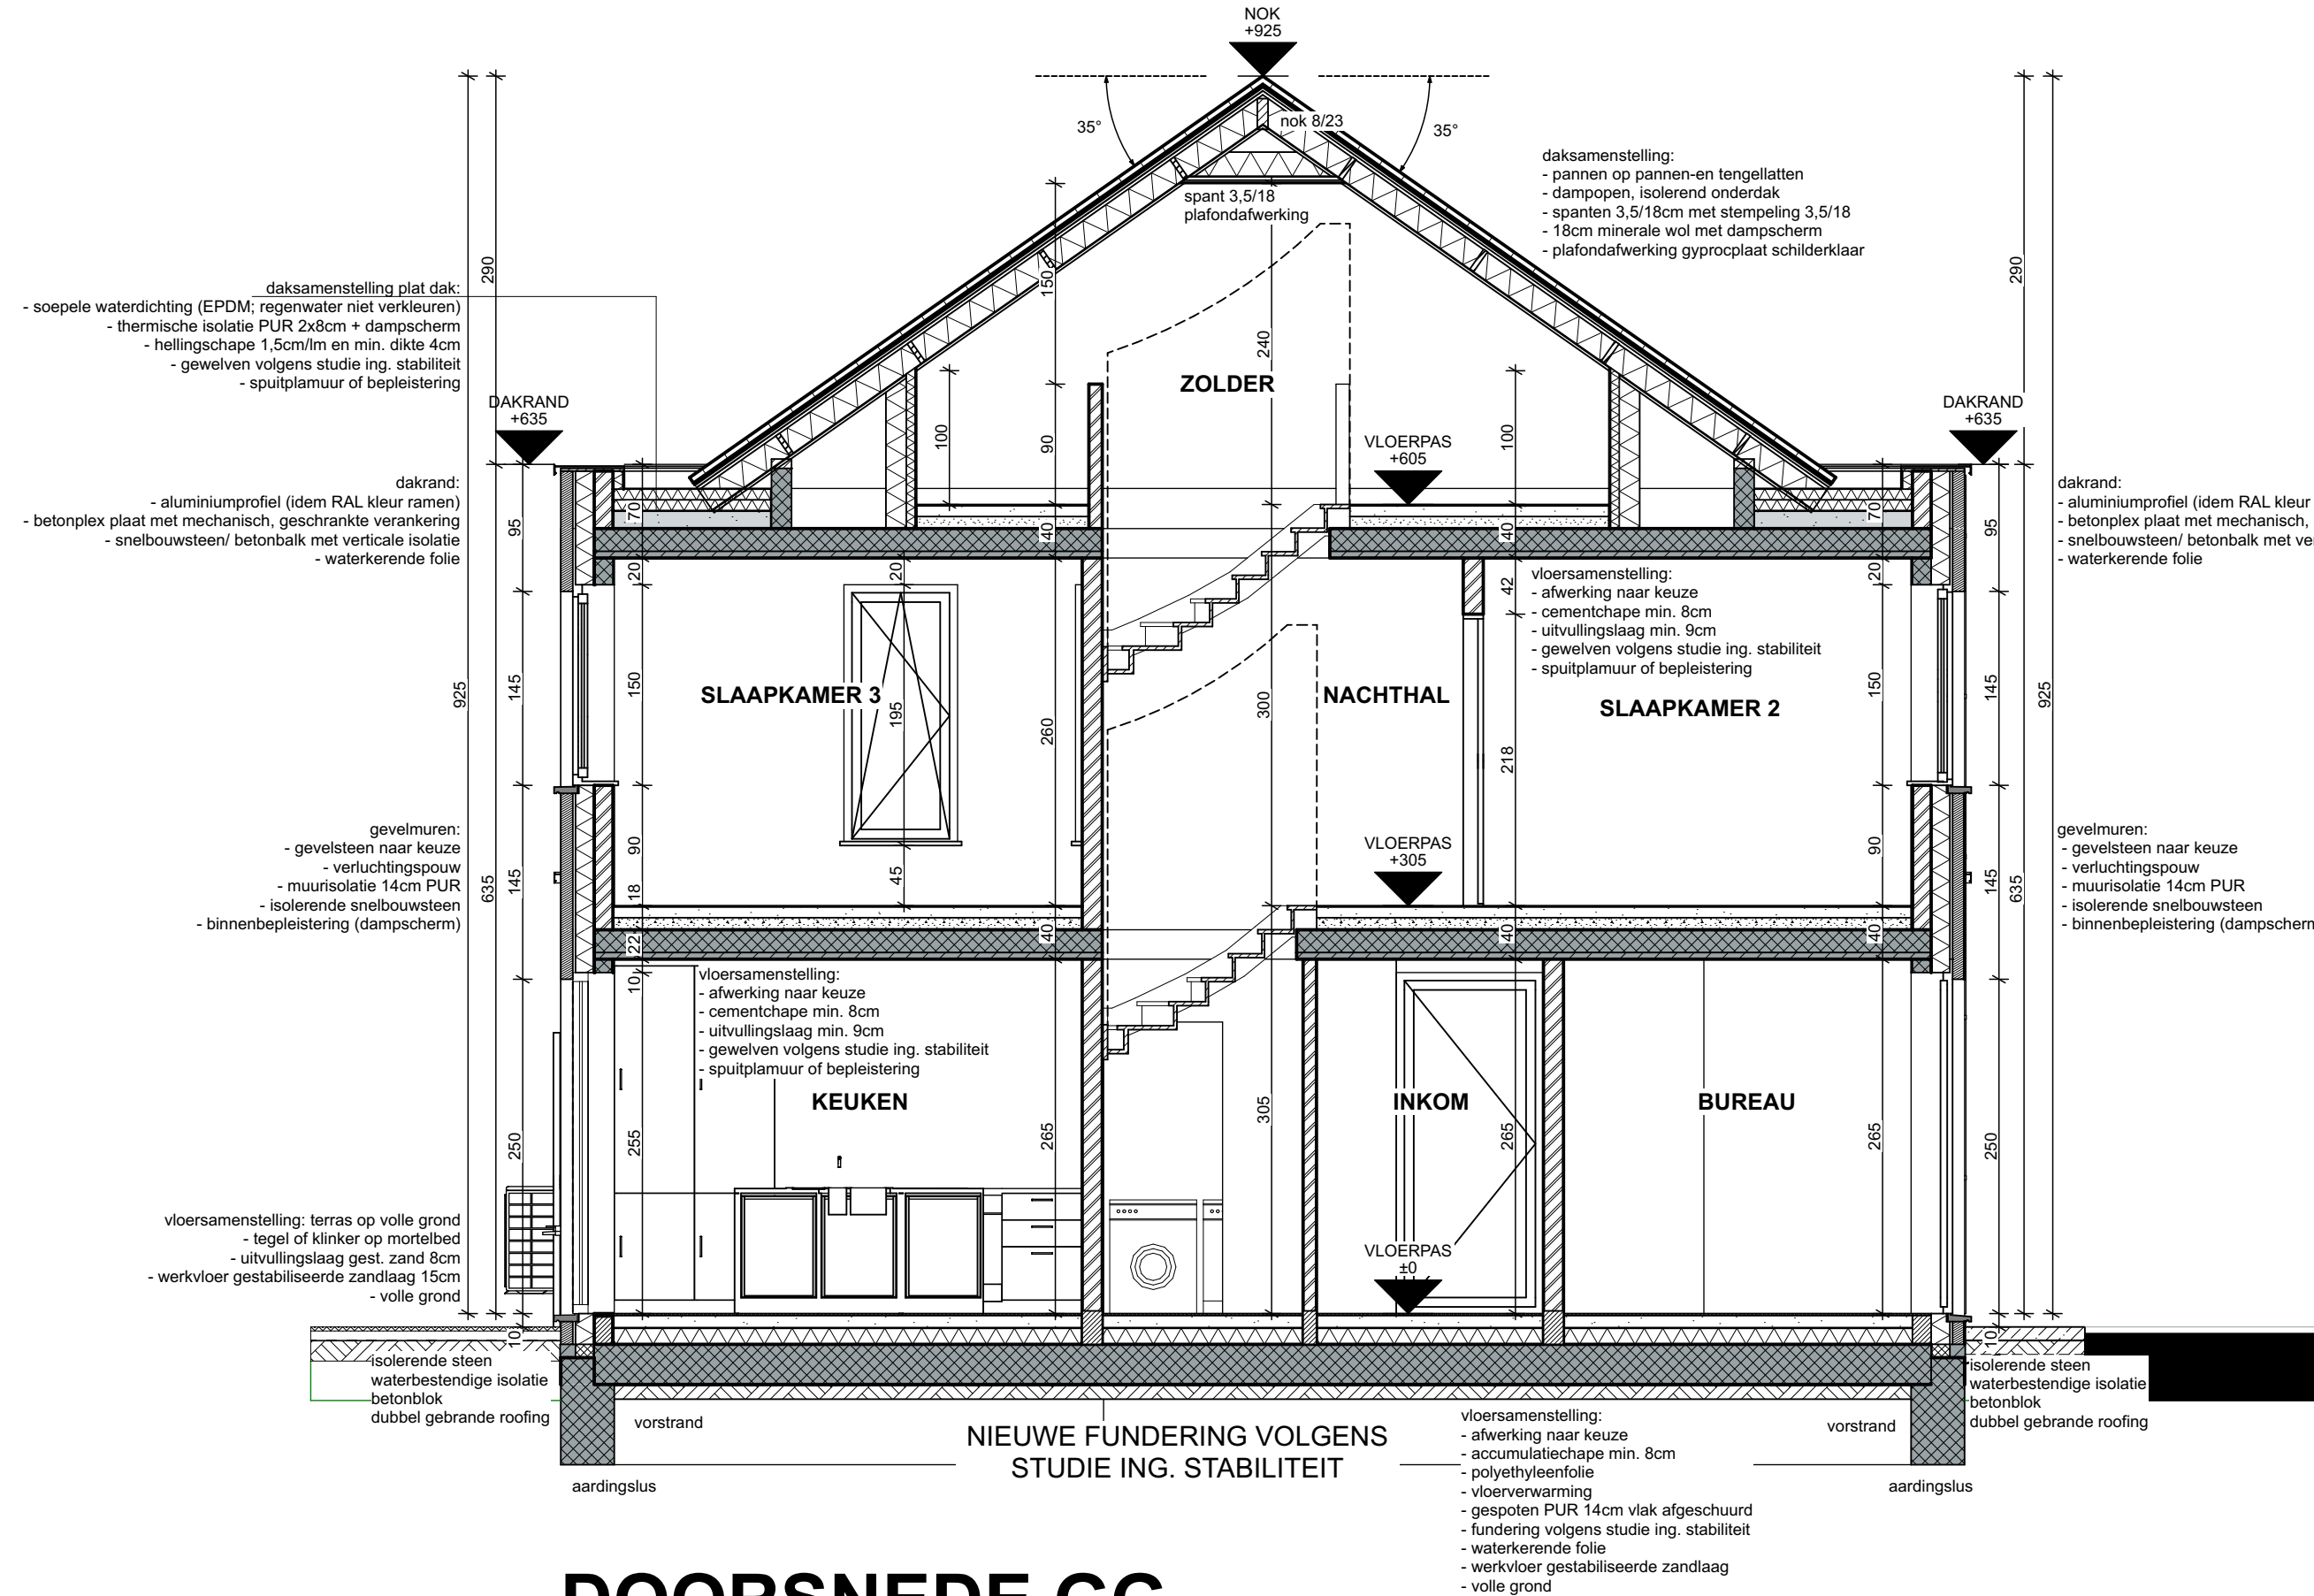 NOK
+925
35°
35°
nok 8/23
spant 3,5/18
plafondafwerking
daksamenstelling:
- pannen op pannen-en tengellatten
- dampopen, isolerend onderdak
- spanten 3,5/18cm met stempeling 3,5/18
- 18cm minerale wol met dampscherm
- plafondafwerking gyprocplaat schilderklaar
290
290
150
240
daksamenstelling plat dak:
- soepele waterdichting (EPDM; regenwater niet verkleuren)
- thermische isolatie PUR 2x8cm + dampscherm
- hellingschape 1,5cm/lm en min. dikte 4cm
- gewelven volgens studie ing. stabiliteit
- spuitplamuur of bepleistering
ZOLDER
DAKRAND
+635
DAKRAND
+635
100
90
100
VLOERPAS
+605
dakrand:
- aluminiumprofiel (idem RAL kleur ramen)
- betonplex plaat met mechanisch, geschrankte verankering
- snelbouwsteen/ betonbalk met verticale isolatie
- waterkerende folie
dakrand:
- aluminiumprofiel (idem RAL kleur
- betonplex plaat met mechanisch,
- snelbouwsteen/ betonbalk met ve
- waterkerende folie
95
70
40
40
70
95
20
20
42
20
vloersamenstelling:
- afwerking naar keuze
- cementchape min. 8cm
- uitvullingslaag min. 9cm
- gewelven volgens studie ing. stabiliteit
- spuitplamuur of bepleistering
925
145
150
SLAAPKAMER 3
195
260
300
NACHTHAL
218
SLAAPKAMER 2
150
145
925
gevelmuren:
- gevelsteen naar keuze
- verluchtingspouw
- muurisolatie 14cm PUR
- isolerende snelbouwsteen
- binnenbepleistering (dampscherm)
635
145
90
45
18
VLOERPAS
+305
90
145
635
gevelmuren:
- gevelsteen naar keuze
- verluchtingspouw
- muurisolatie 14cm PUR
- isolerende snelbouwsteen
- binnenbepleistering (dampscherm
22
40
40
40
10
vloersamenstelling:
- afwerking naar keuze
- cementchape min. 8cm
- uitvullingslaag min. 9cm
- gewelven volgens studie ing. stabiliteit
- spuitplamuur of bepleistering
KEUKEN
INKOM
BUREAU
250
255
265
305
265
265
250
vloersamenstelling: terras op volle grond
- tegel of klinker op mortelbed
- uitvullingslaag gest. zand 8cm
- werkvloer gestabiliseerde zandlaag 15cm
- volle grond
VLOERPAS
±0
10
10
isolerende steen
waterbestendige isolatie
betonblok
dubbel gebrande roofing
isolerende steen
waterbestendige isolatie
betonblok
dubbel gebrande roofing
vorstrand
vorstrand
NIEUWE FUNDERING VOLGENS
STUDIE ING. STABILITEIT
aardingslus
aardingslus
vloersamenstelling:
- afwerking naar keuze
- accumulatiechape min. 8cm
- polyethyleenfolie
- vloerverwarming
- gespoten PUR 14cm vlak afgeschuurd
- fundering volgens studie ing. stabiliteit
- waterkerende folie
- werkvloer gestabiliseerde zandlaag
- volle grond
DOORSNEDE